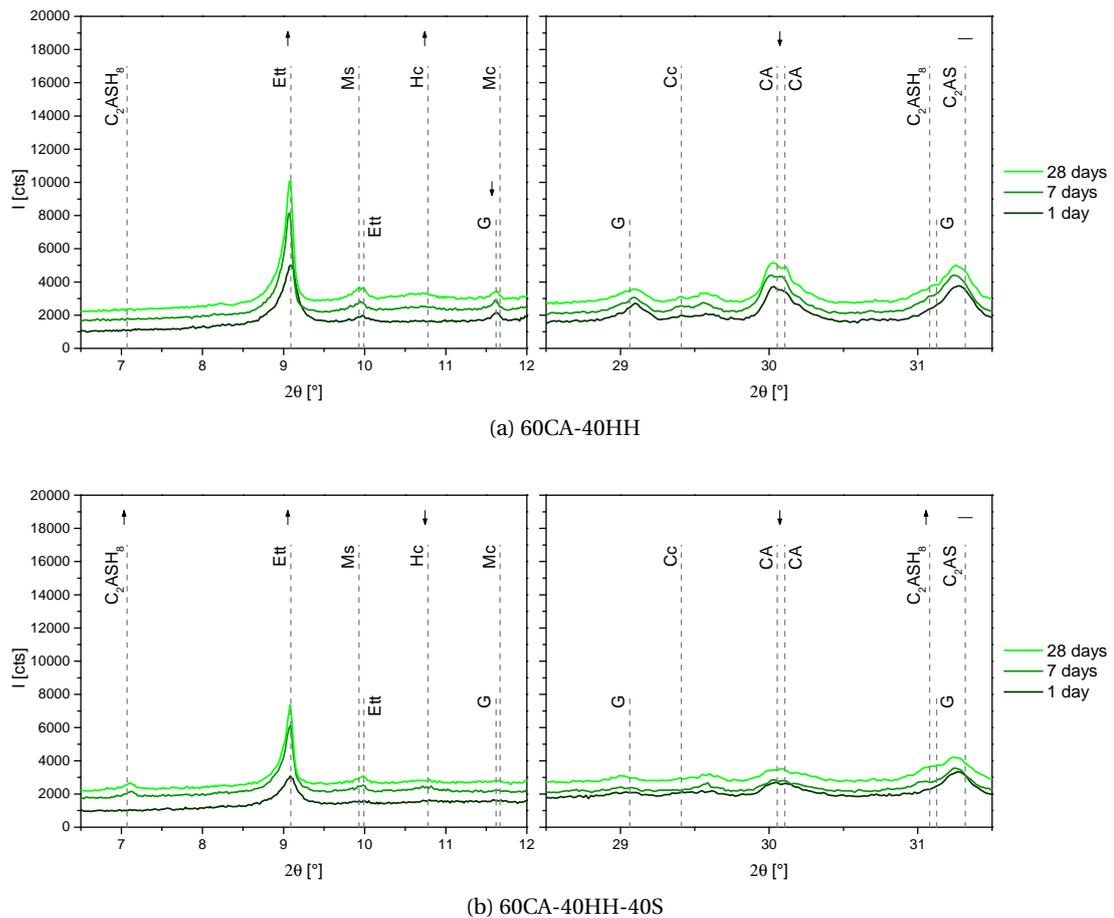 20000
18000
16000
14000
12000
10000
8000
6000
4000
2000
0
I [cts]
C₂ASH₈
Ett
Ms
Ett
Hc
Mc
G
7
8
9
10
11
12
2θ [°]
G
Cc
CA
CA
C₂ASH₈
G
C₂AS
29
30
31
2θ [°]
28 days
7 days
1 day
(a) 60CA-40HH
20000
18000
16000
14000
12000
10000
8000
6000
4000
2000
0
I [cts]
C₂ASH₈
Ett
Ms
Ett
Hc
Mc
G
7
8
9
10
11
12
2θ [°]
G
Cc
CA
CA
C₂ASH₈
G
C₂AS
29
30
31
2θ [°]
28 days
7 days
1 day
(b) 60CA-40HH-40S